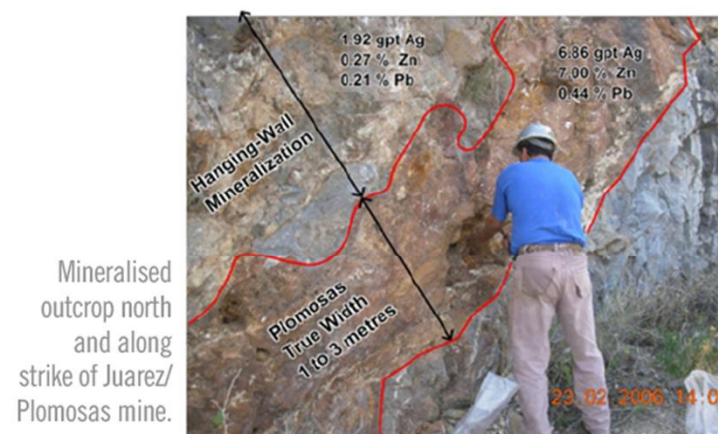 1.92 gpt Ag
0.27 % Zn
0.21 % Pb
6.86 gpt Ag
7.00 % Zn
0.44 % Pb
Hanging-Wall
Mineralization
Plomosas
True Width
1 to 3 metres
Mineralised
outcrop north
and along
strike of Juarez/
Plomosas mine.
23 02 2006 14:0